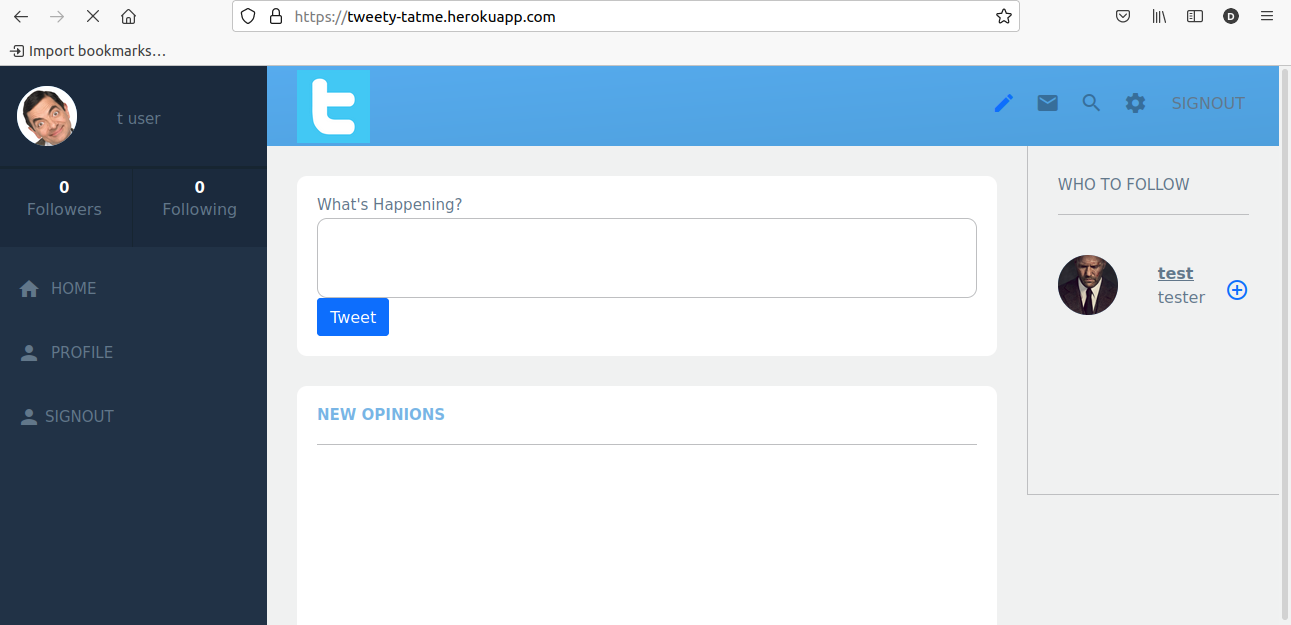 https://tweety-tatme.herokuapp.com
D
Import bookmarks...
t user
0
Followers
0
Following
HOME
PROFILE
SIGNOUT
t
SIGNOUT
What's Happening?
Tweet
NEW OPINIONS
WHO TO FOLLOW
test
tester